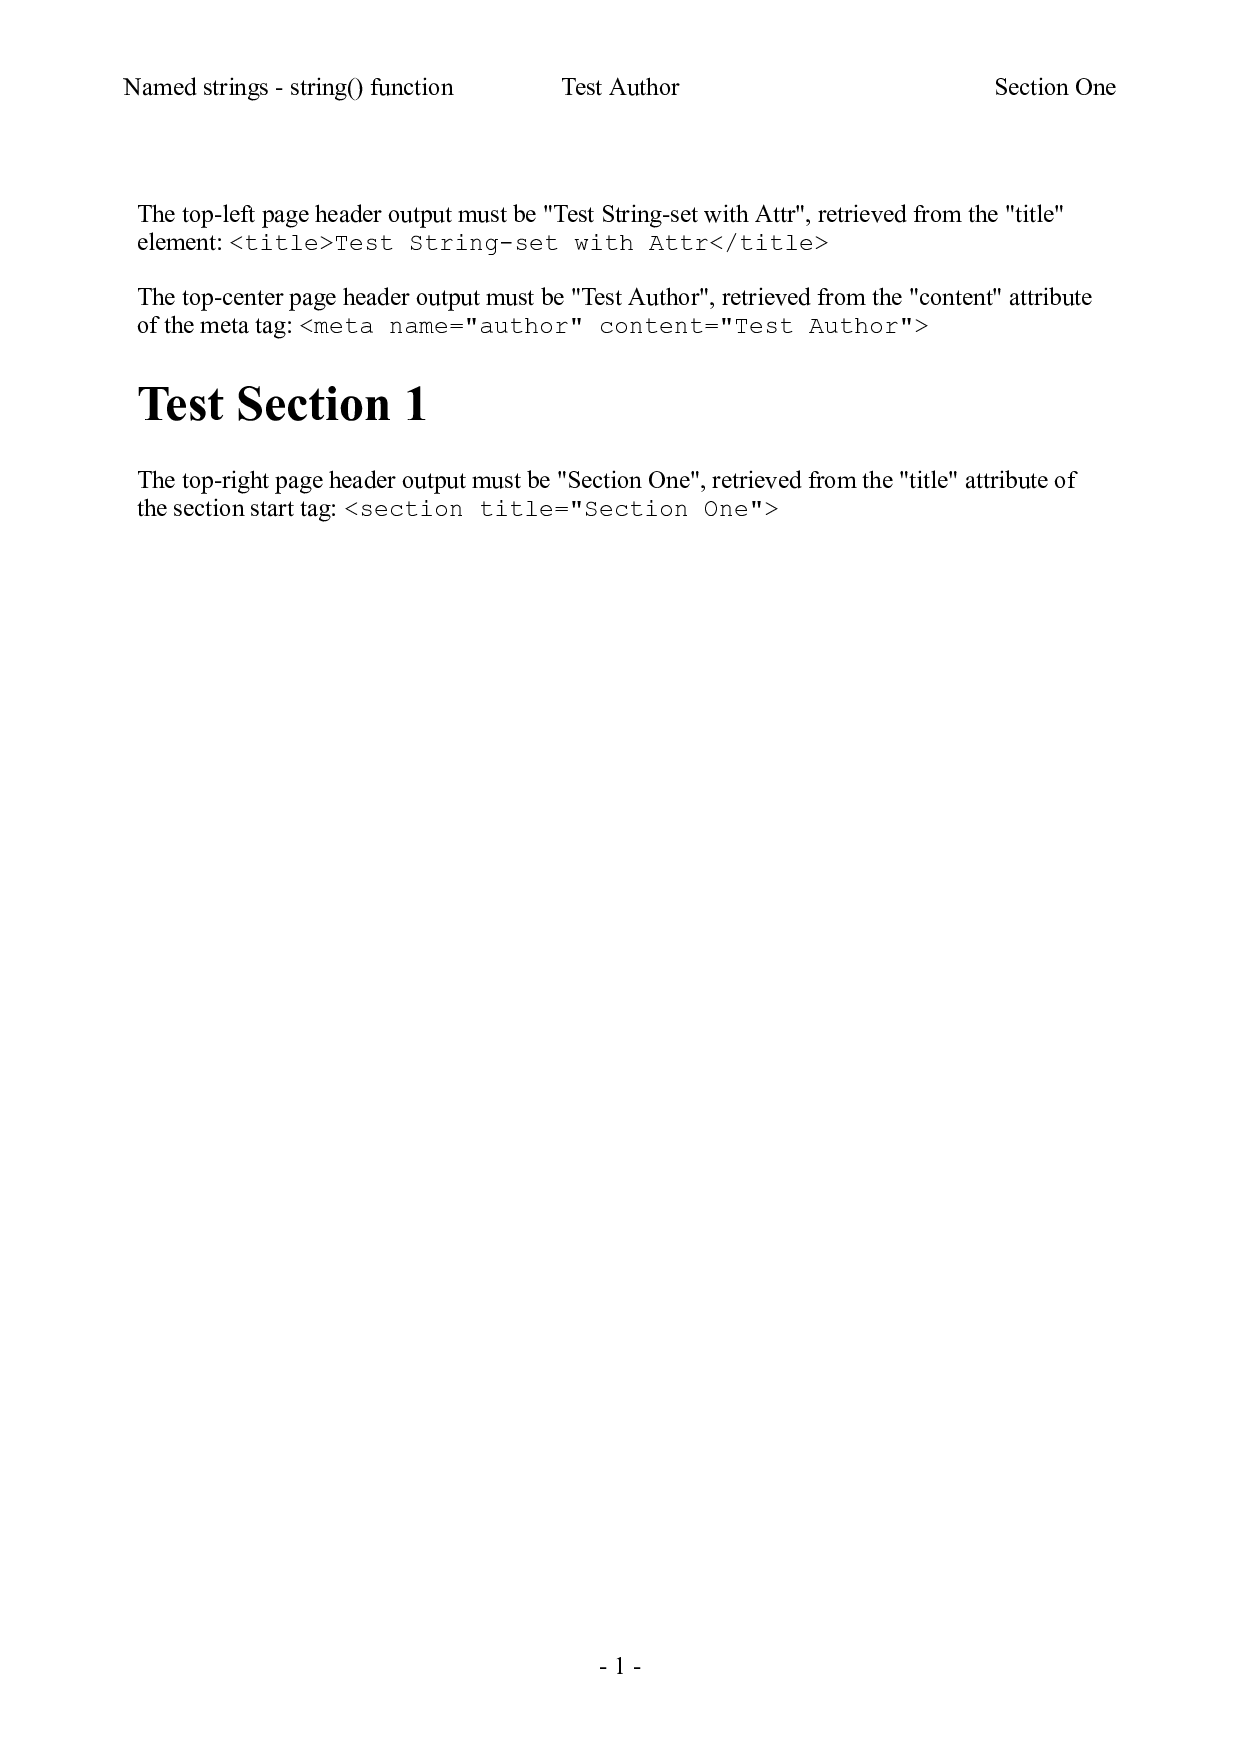 Named strings - string() function Test Author Section One
The top-left page header output must be "Test String-set with Attr", retrieved from the "title"
element: <title>Test String-set with Attr</title>
The top-center page header output must be "Test Author", retrieved from the "content" attribute
of the meta tag: <meta name="author" content="Test Author">
Test Section 1
The top-right page header output must be "Section One", retrieved from the "title" attribute of
the section start tag: <section title="Section One">
- 1 -